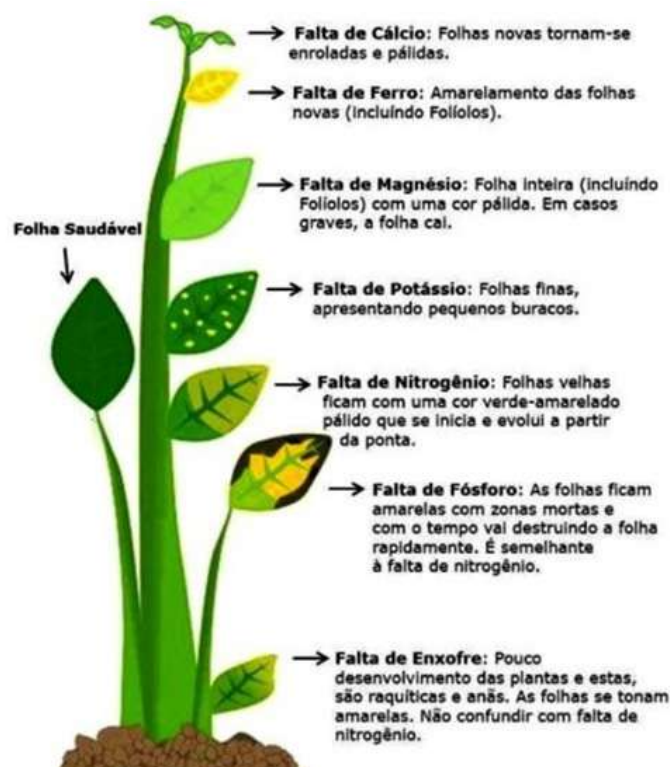 Falta de Cálcio: Folhas novas tornam-se
enroladas e pálidas.
Falta de Ferro: Amarelamento das folhas
novas (incluíndo Folíolos).
Falta de Magnésio: Folha inteira (incluíndo
Folíolos) com uma cor pálida. Em casos
graves, a folha cai.
Folha Saudável
Falta de Potássio: Folhas finas,
apresentando pequenos buracos.
Falta de Nitrogênio: Folhas velhas
ficam com uma cor verde-amarelado
pálido que se inicia e evolui a partir
da ponta.
Falta de Fósforo: As folhas ficam
amarelas com zonas mortas e
com o tempo vai destruindo a folha
rapidamente. É semelhante
à falta de nitrogênio.
Falta de Enxofre: Pouco
desenvolvimento das plantas e estas,
são raquíticas e anãs. As folhas se tonam
amarelas. Não confundir com falta de
nitrogênio.